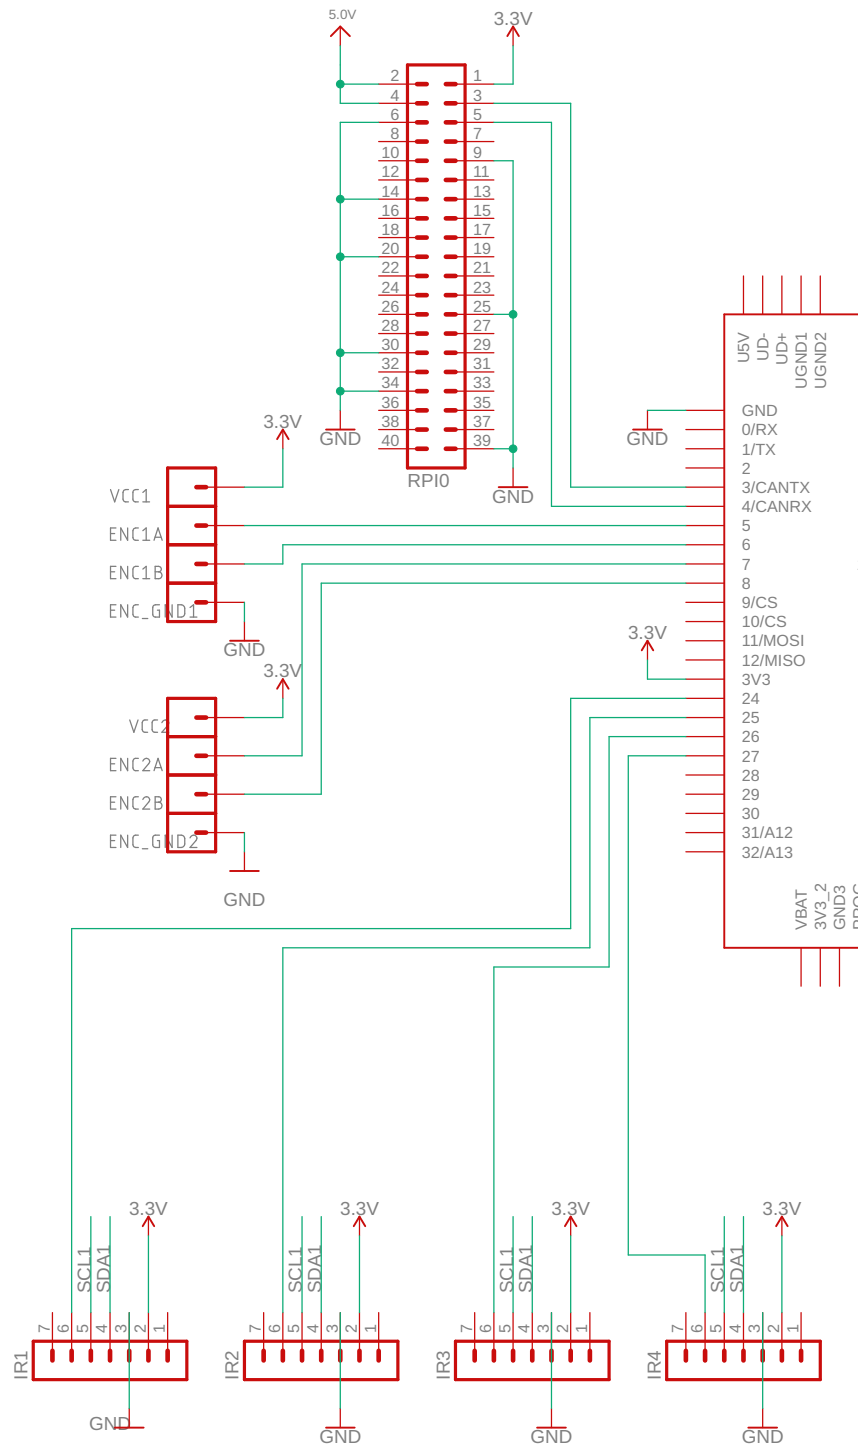 5.0V
3.3V
2 1
4 3
6 5
8 7
10 9
12 11
14 13
16 15
18 17
20 19
22 21
24 23
26 25
28 27
30 29
32 31
34 33
36 35
38 37
40 39
GND
RPI0
GND
U5V
UD-
UD+
UGND1
UGND2
GND
GND
0/RX
1/TX
2
3/CANTX
4/CANRX
5
6
7
8
9/CS
10/CS
11/MOSI
12/MISO
3.3V
3V3
24
25
26
27
28
29
30
31/A12
32/A13
VBAT
3V3_2
GND3
3.3V
VCC1
ENC1A
ENC1B
ENC_GND1
GND
3.3V
VCC2
ENC2A
ENC2B
ENC_GND2
GND
3.3V
SCL1
SDA1
7 6 5 4 3 2 1
IR1
GND
3.3V
SCL1
SDA1
7 6 5 4 3 2 1
IR2
GND
3.3V
SCL1
SDA1
7 6 5 4 3 2 1
IR3
GND
3.3V
SCL1
SDA1
7 6 5 4 3 2 1
IR4
GND